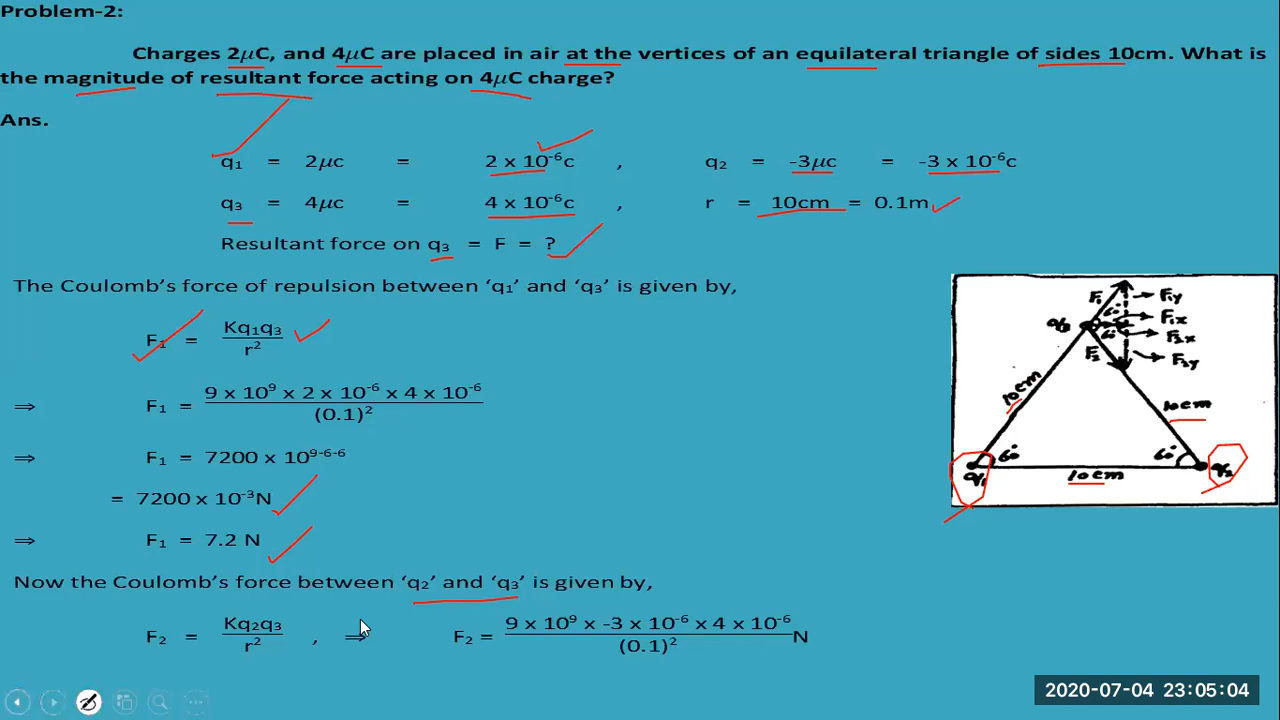 Problem-2:
Charges 2μC, and 4μC are placed in air at the vertices of an equilateral triangle of sides 10cm. What is
the magnitude of resultant force acting on 4μC charge?
Ans.
q₁ = 2μc = 2 x 10⁻⁶c , q₂ = -3μc = -3 x 10⁻⁶c
q₃ = 4μc = 4 x 10⁻⁶c , r = 10cm = 0.1m
Resultant force on q₃ = F = ?
The Coulomb's force of repulsion between 'q₁' and 'q₃' is given by,
F₁ = Kq₁q₃ / r²
⇒ F₁ = 9 x 10⁹ x 2 x 10⁻⁶ x 4 x 10⁻⁶ / (0.1)²
⇒ F₁ = 7200 x 10⁹⁻⁶⁻⁶
= 7200 x 10⁻³N
⇒ F₁ = 7.2 N
Now the Coulomb's force between 'q₂' and 'q₃' is given by,
F₂ = Kq₂q₃ / r² , ⇒ F₂ = 9 x 10⁹ x -3 x 10⁻⁶ x 4 x 10⁻⁶ / (0.1)² N
F₁ → F₁y
q₃ 60° → F₁x
60° → F₂x
F₂ → F₂y
10cm 10cm
60° 60°
q₁ 10cm q₂
2020-07-04 23:05:04